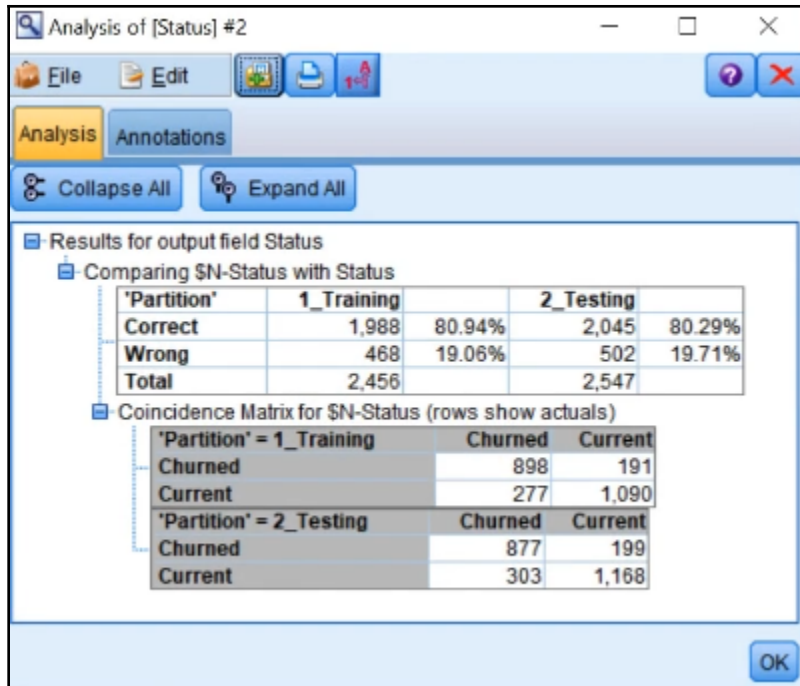 Analysis of [Status] #2
File Edit
Analysis Annotations
Collapse All Expand All
Results for output field Status
Comparing $N-Status with Status
'Partition' 1_Training 2_Testing
Correct 1,988 80.94% 2,045 80.29%
Wrong 468 19.06% 502 19.71%
Total 2,456 2,547
Coincidence Matrix for $N-Status (rows show actuals)
'Partition' = 1_Training Churned Current
Churned 898 191
Current 277 1,090
'Partition' = 2_Testing Churned Current
Churned 877 199
Current 303 1,168
OK